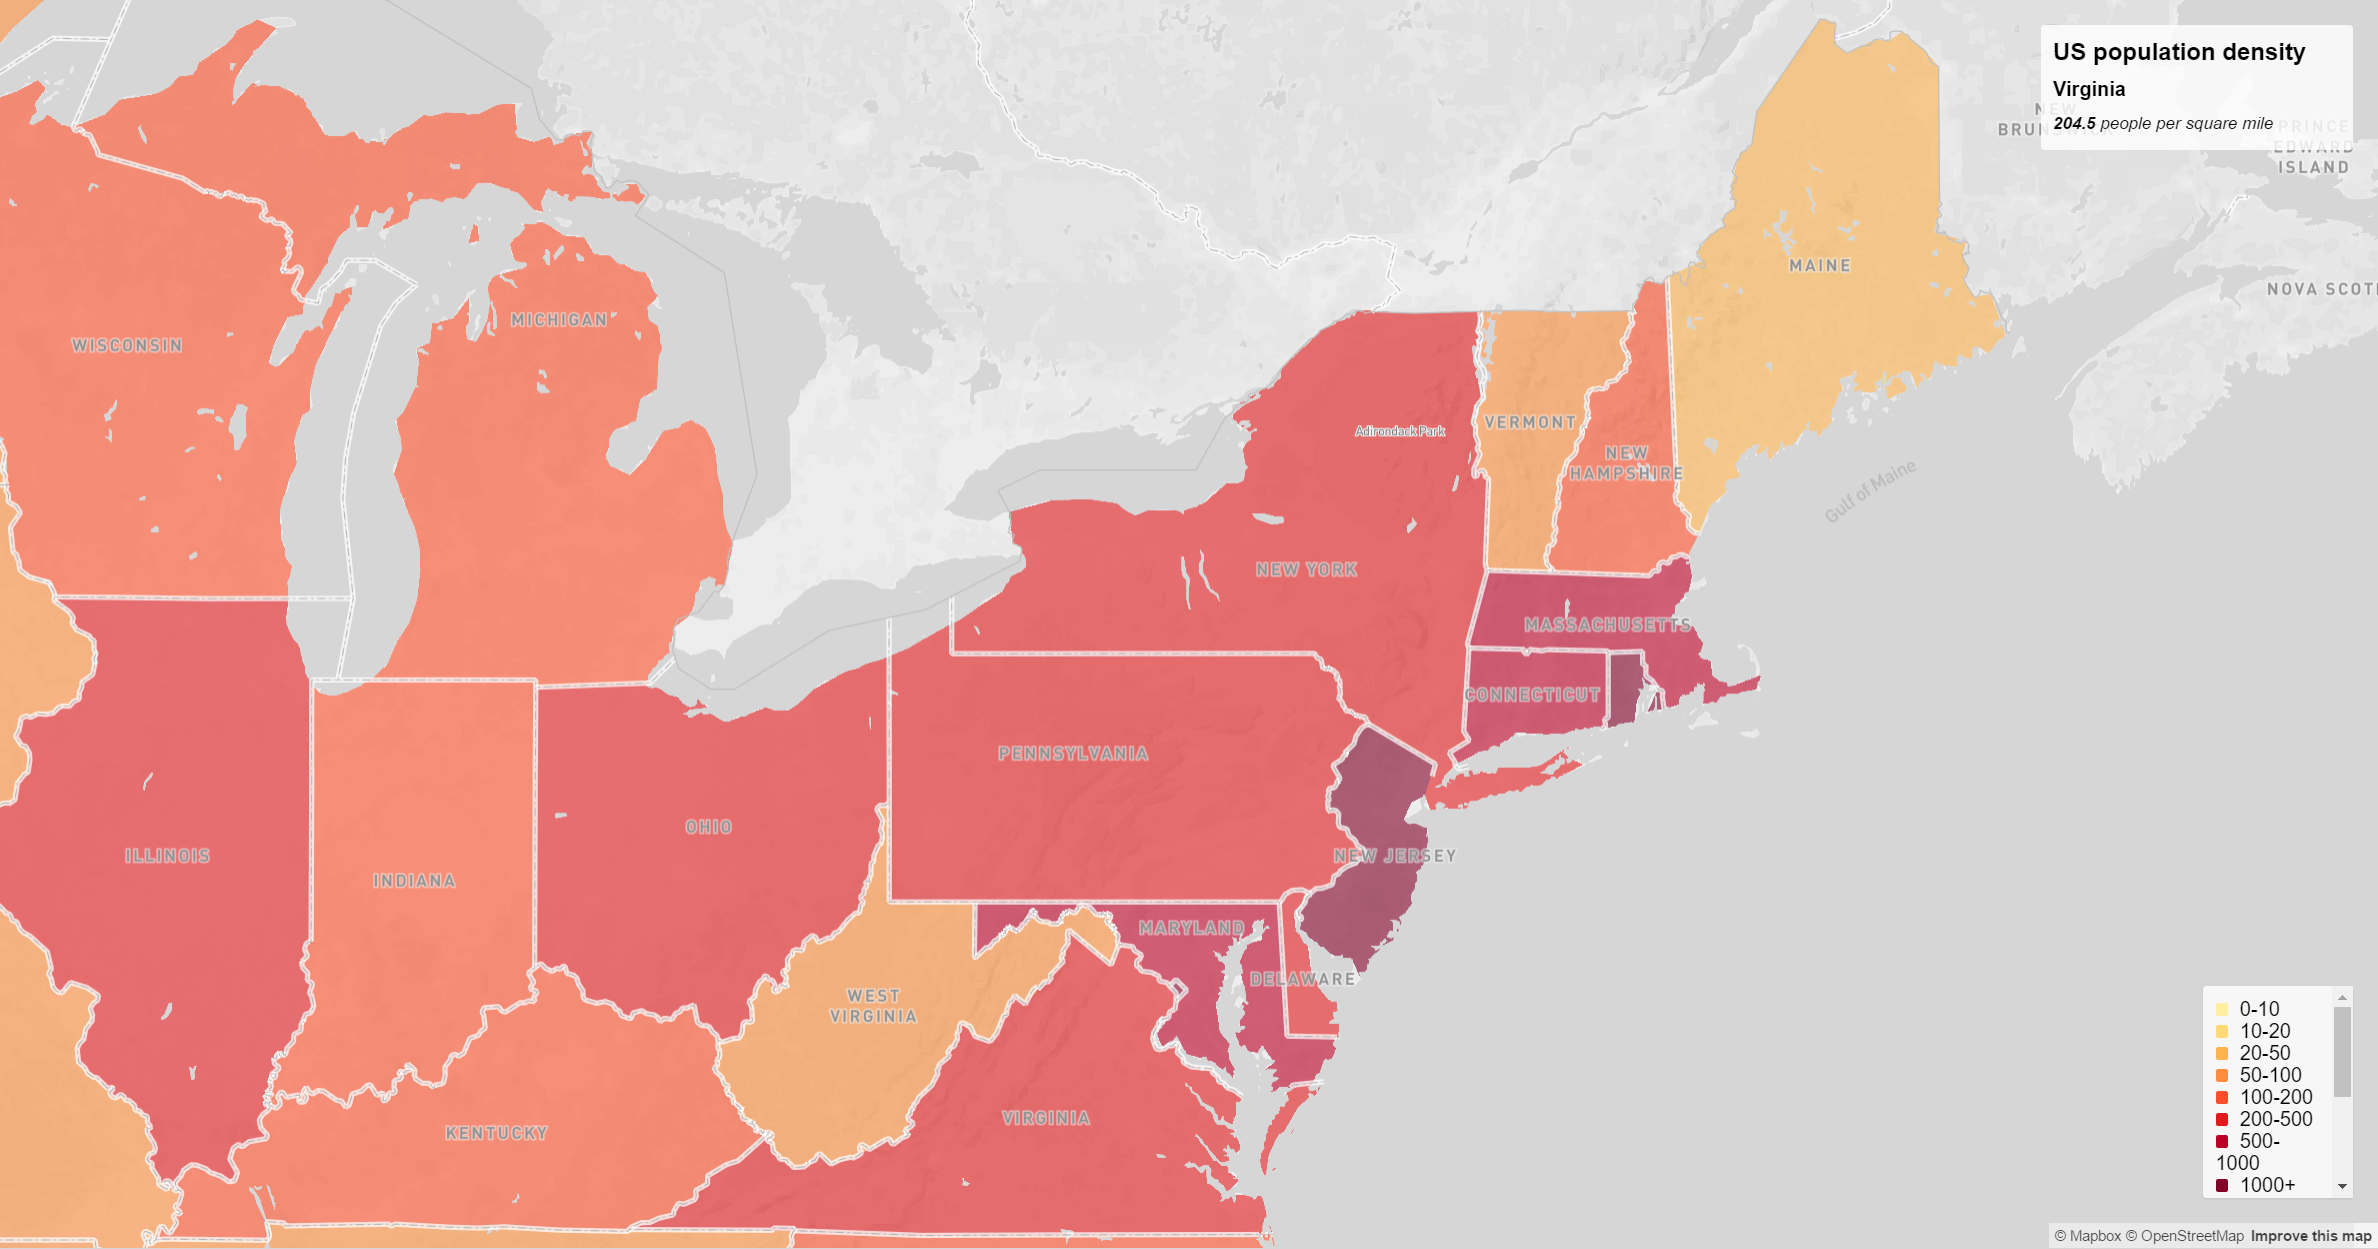 US population density
Virginia
204.5 people per square mile
NEW
BRUNSWICK
PRINCE
EDWARD
ISLAND
MAINE
NOVA SCOTI
MICHIGAN
WISCONSIN
VERMONT
Adirondack Park
NEW
HAMPSHIRE
Gulf of Maine
NEW YORK
MASSACHUSETTS
CONNECTICUT
PENNSYLVANIA
OHIO
ILLINOIS
NEW JERSEY
INDIANA
MARYLAND
DELAWARE
WEST
VIRGINIA
VIRGINIA
KENTUCKY
0-10
10-20
20-50
50-100
100-200
200-500
500-
1000
1000+
© Mapbox © OpenStreetMap Improve this map